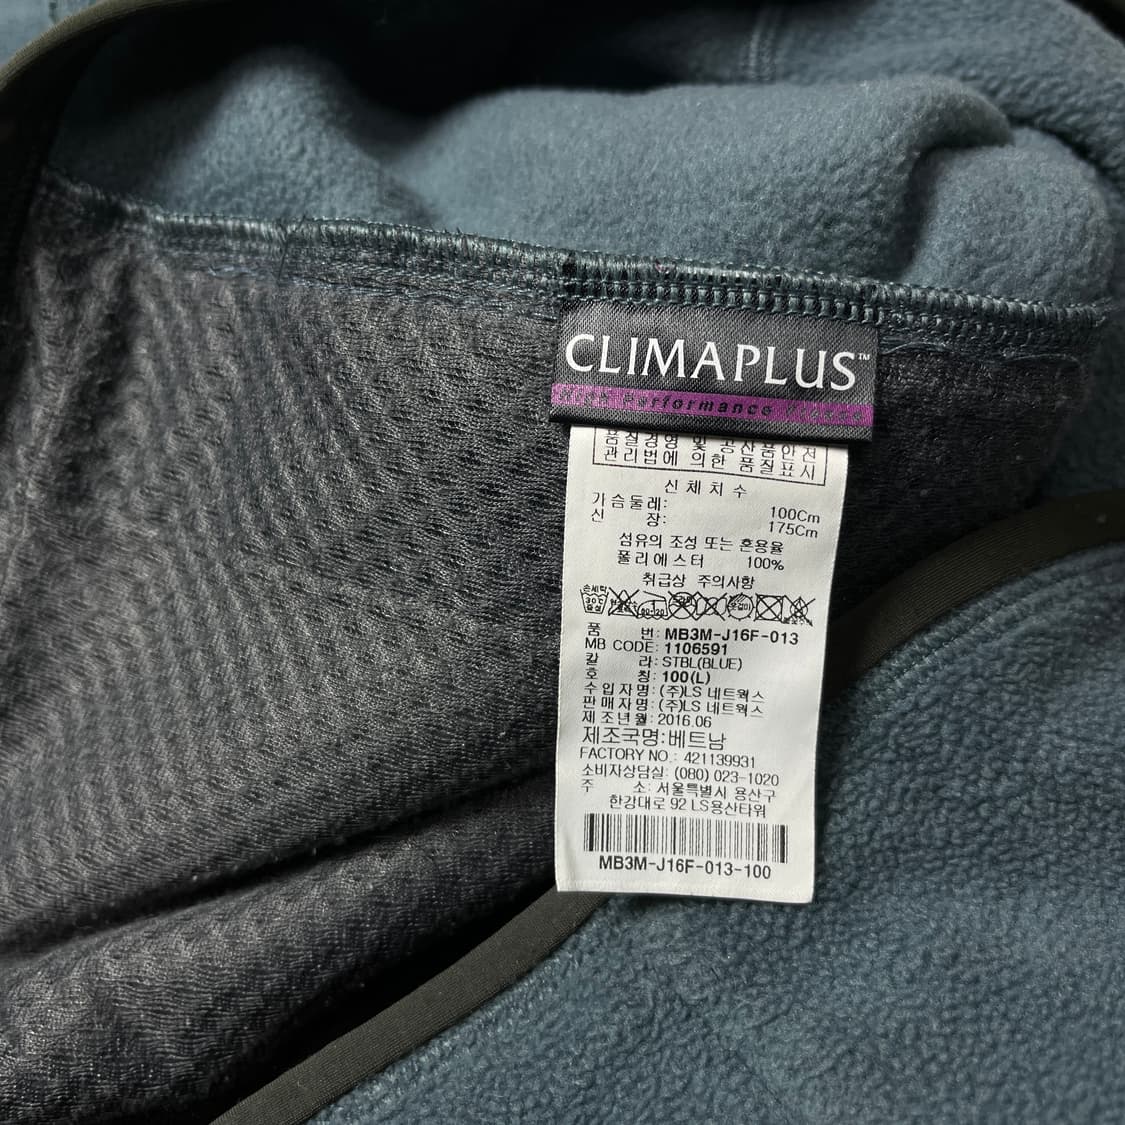 CLIMAPLUS™
High Performance
품질경영 및 공산품안전
관리법에 의한 품질표시
신체치수
가슴둘레: 100Cm
신 장: 175Cm
섬유의 조성 또는 혼용율
폴리에스터 100%
취급상 주의사항
손세탁
30℃
중성
품 번: MB3M-J16F-013
MB CODE: 1106591
칼 라: STBL(BLUE)
호 칭: 100(L)
수입자명: (주)LS 네트웍스
판매자명: (주)LS 네트웍스
제조년월: 2016.06
제조국명: 베트남
FACTORY NO.: 421139931
소비자상담실: (080) 023-1020
주 소: 서울특별시 용산구
한강대로 92 LS용산타워
MB3M-J16F-013-100